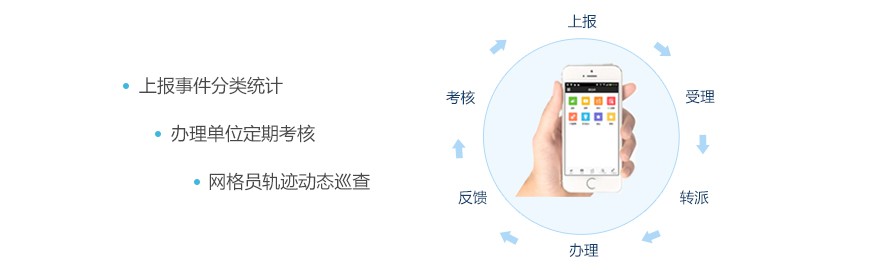 上报事件分类统计
办理单位定期考核
网格员轨迹动态巡查
上报
受理
转派
办理
反馈
考核